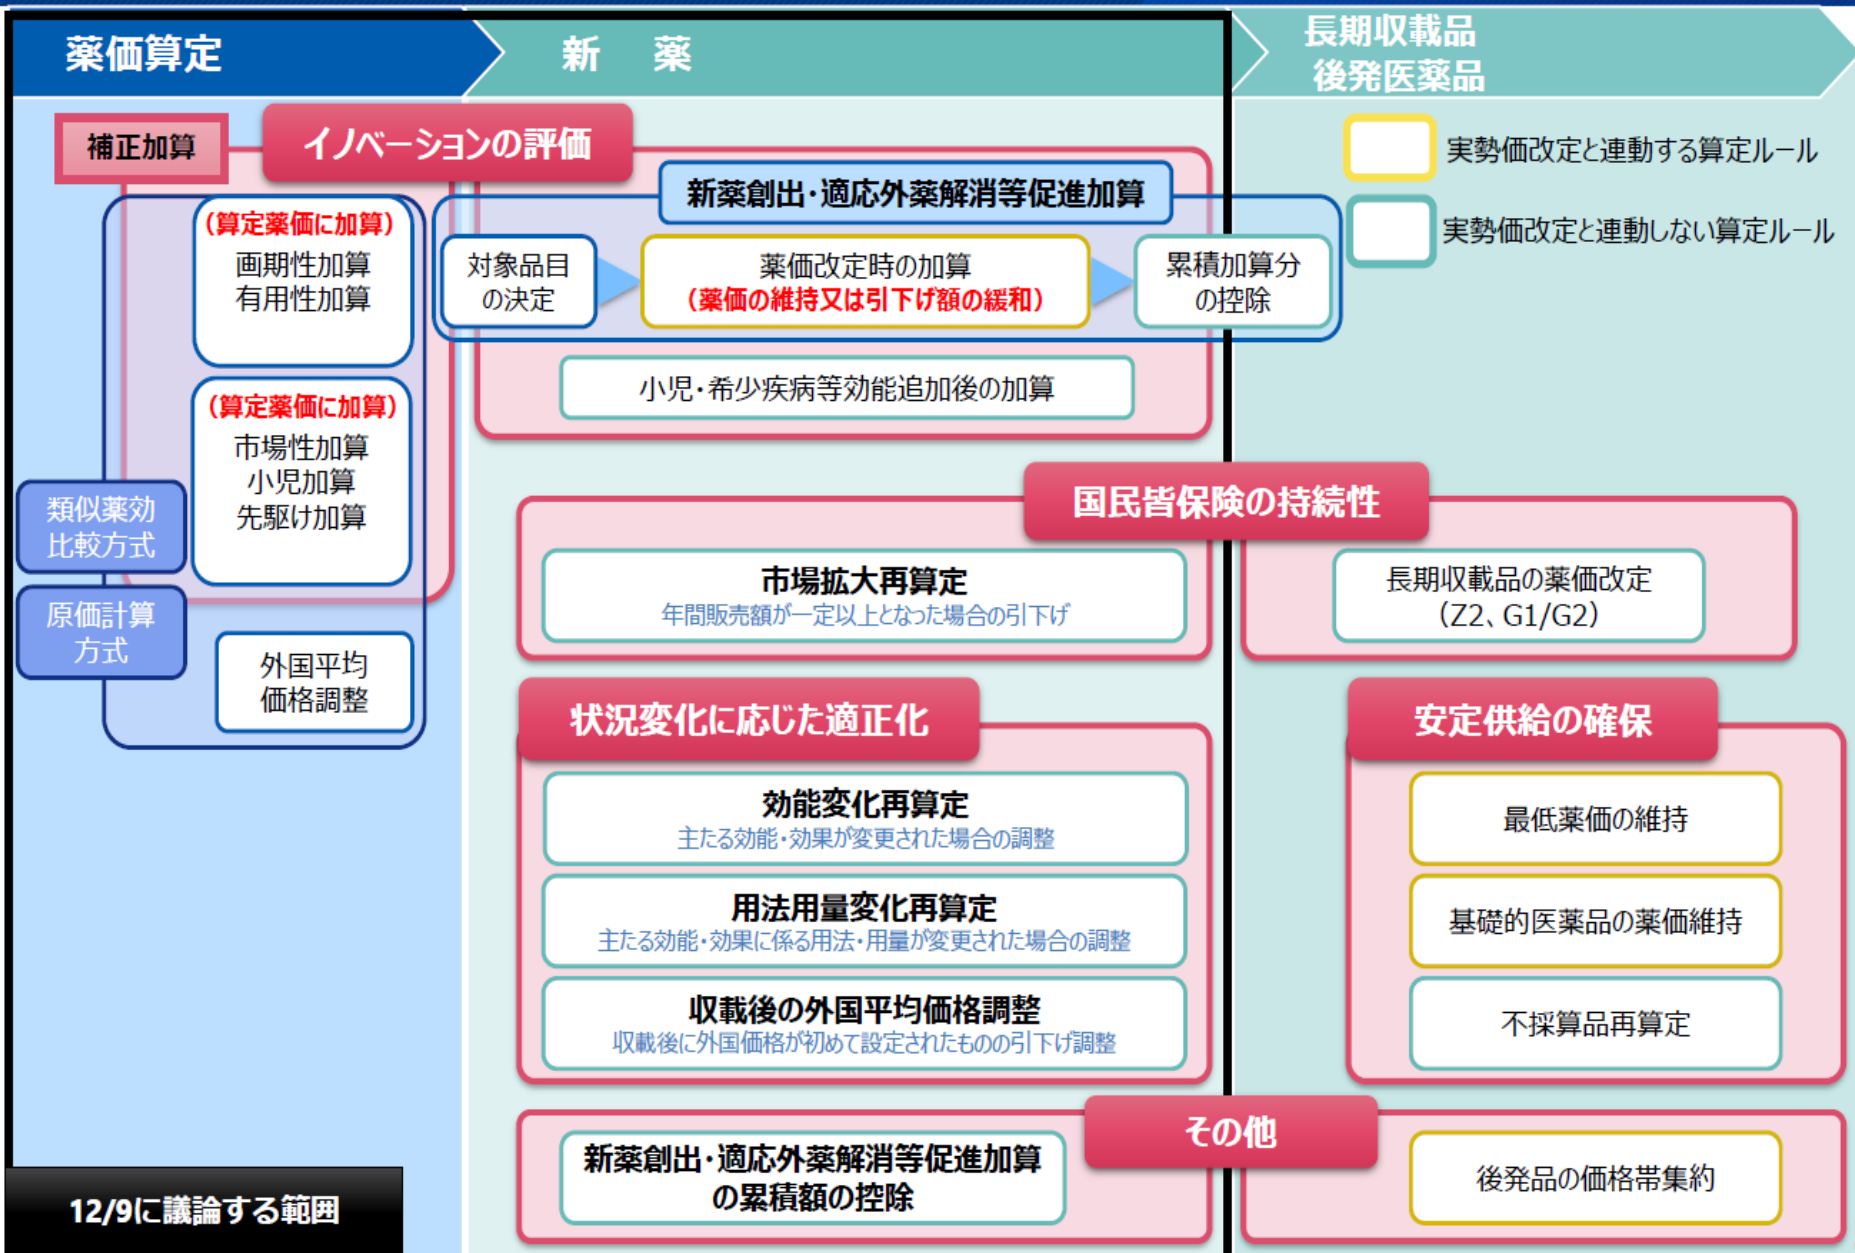 薬価算定
新 薬
長期収載品
後発医薬品
補正加算
イノベーションの評価
(算定薬価に加算)
画期性加算
有用性加算
(算定薬価に加算)
市場性加算
小児加算
先駆け加算
類似薬効
比較方式
原価計算
方式
外国平均
価格調整
新薬創出・適応外薬解消等促進加算
対象品目
の決定
薬価改定時の加算
(薬価の維持又は引下げ額の緩和)
累積加算分
の控除
小児・希少疾病等効能追加後の加算
実勢価改定と連動する算定ルール
実勢価改定と連動しない算定ルール
国民皆保険の持続性
市場拡大再算定
年間販売額が一定以上となった場合の引下げ
長期収載品の薬価改定
(Z2、G1/G2)
状況変化に応じた適正化
効能変化再算定
主たる効能・効果が変更された場合の調整
用法用量変化再算定
主たる効能・効果に係る用法・用量が変更された場合の調整
収載後の外国平均価格調整
収載後に外国価格が初めて設定されたものの引下げ調整
安定供給の確保
最低薬価の維持
基礎的医薬品の薬価維持
不採算品再算定
その他
新薬創出・適応外薬解消等促進加算
の累積額の控除
後発品の価格帯集約
12/9に議論する範囲